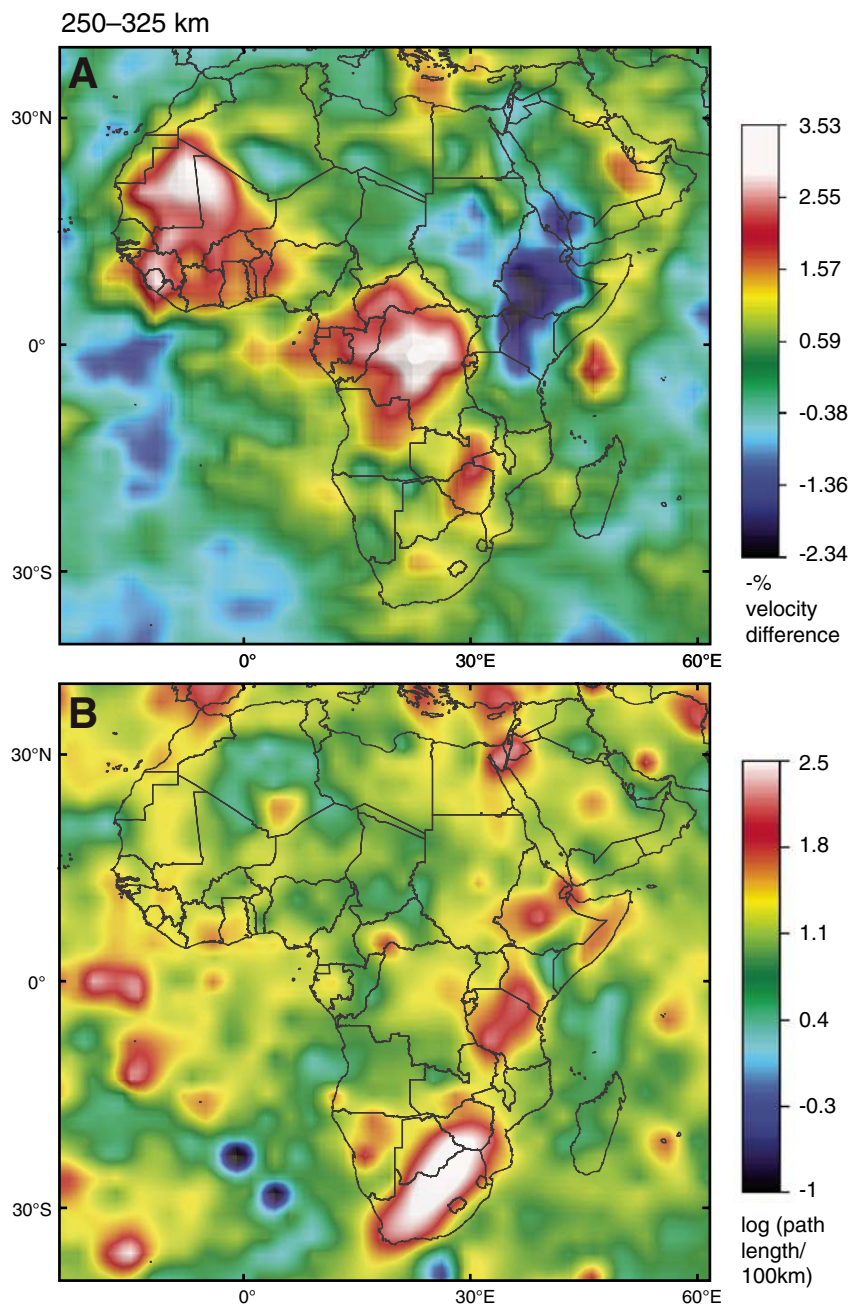 250–325 km
A
30°N
0°
30°S
0°
30°E
60°E
3.53
2.55
1.57
0.59
-0.38
-1.36
-2.34
-%
velocity
difference
B
30°N
0°
30°S
0°
30°E
60°E
2.5
1.8
1.1
0.4
-0.3
-1
log (path
length/
100km)